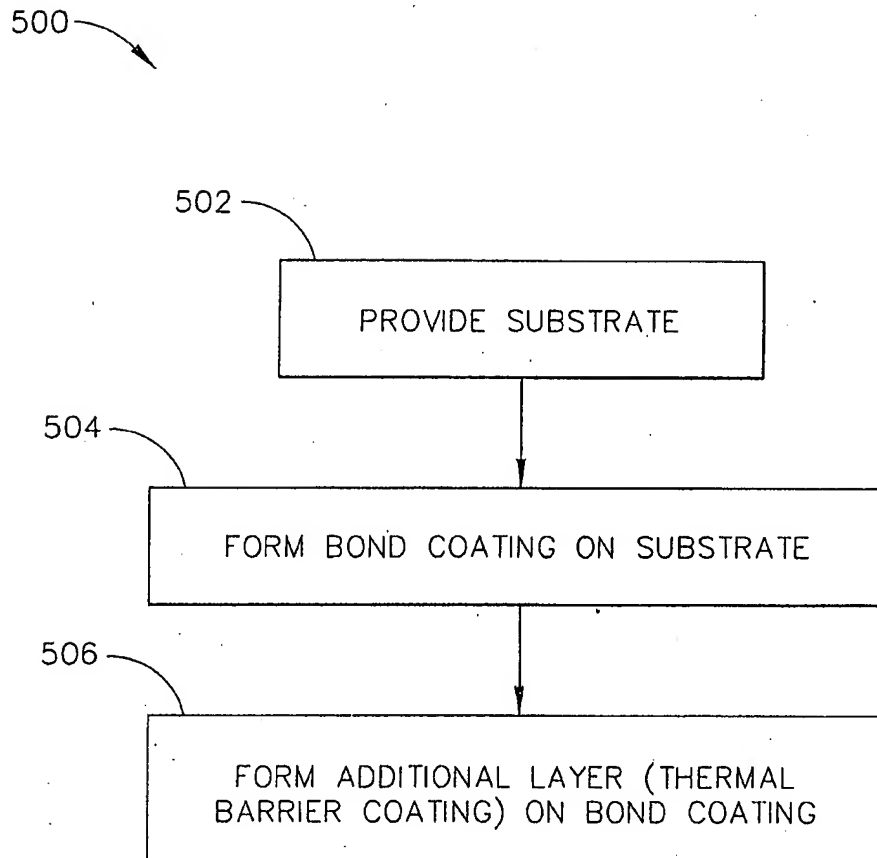 500
502
PROVIDE SUBSTRATE
504
FORM BOND COATING ON SUBSTRATE
506
FORM ADDITIONAL LAYER (THERMAL
BARRIER COATING) ON BOND COATING